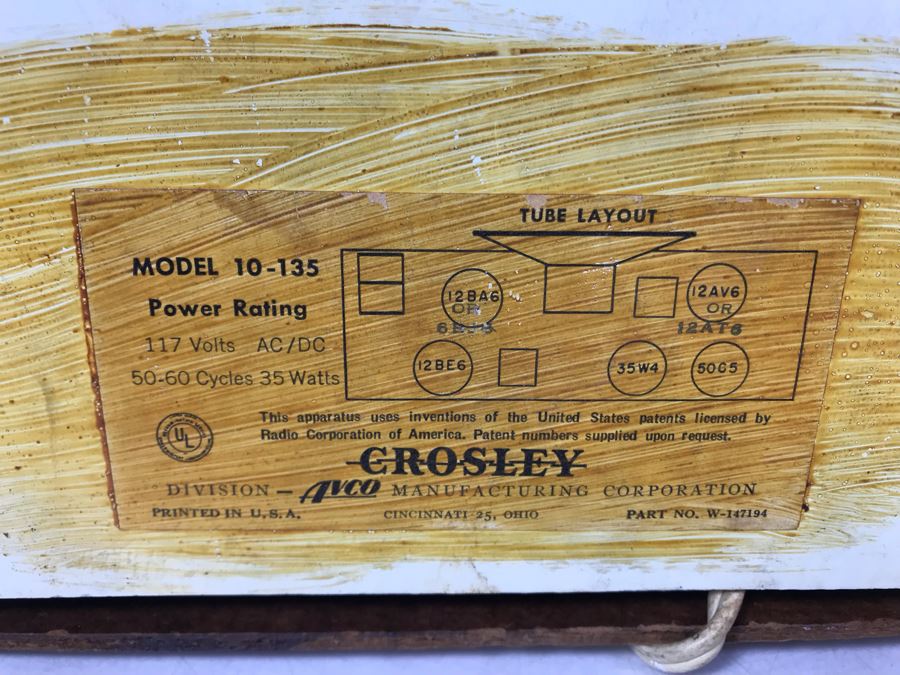 TUBE LAYOUT
MODEL 10-135
Power Rating
117 Volts AC/DC
50-60 Cycles 35 Watts
12BA6
OR
12AV6
OR
12AT6
12BE6
35W4
50C5
UL
This apparatus uses inventions of the United States patents licensed by
Radio Corporation of America. Patent numbers supplied upon request.
CROSLEY
DIVISION – AVCO MANUFACTURING CORPORATION
PRINTED IN U.S.A. CINCINNATI 25, OHIO PART NO. W-147194